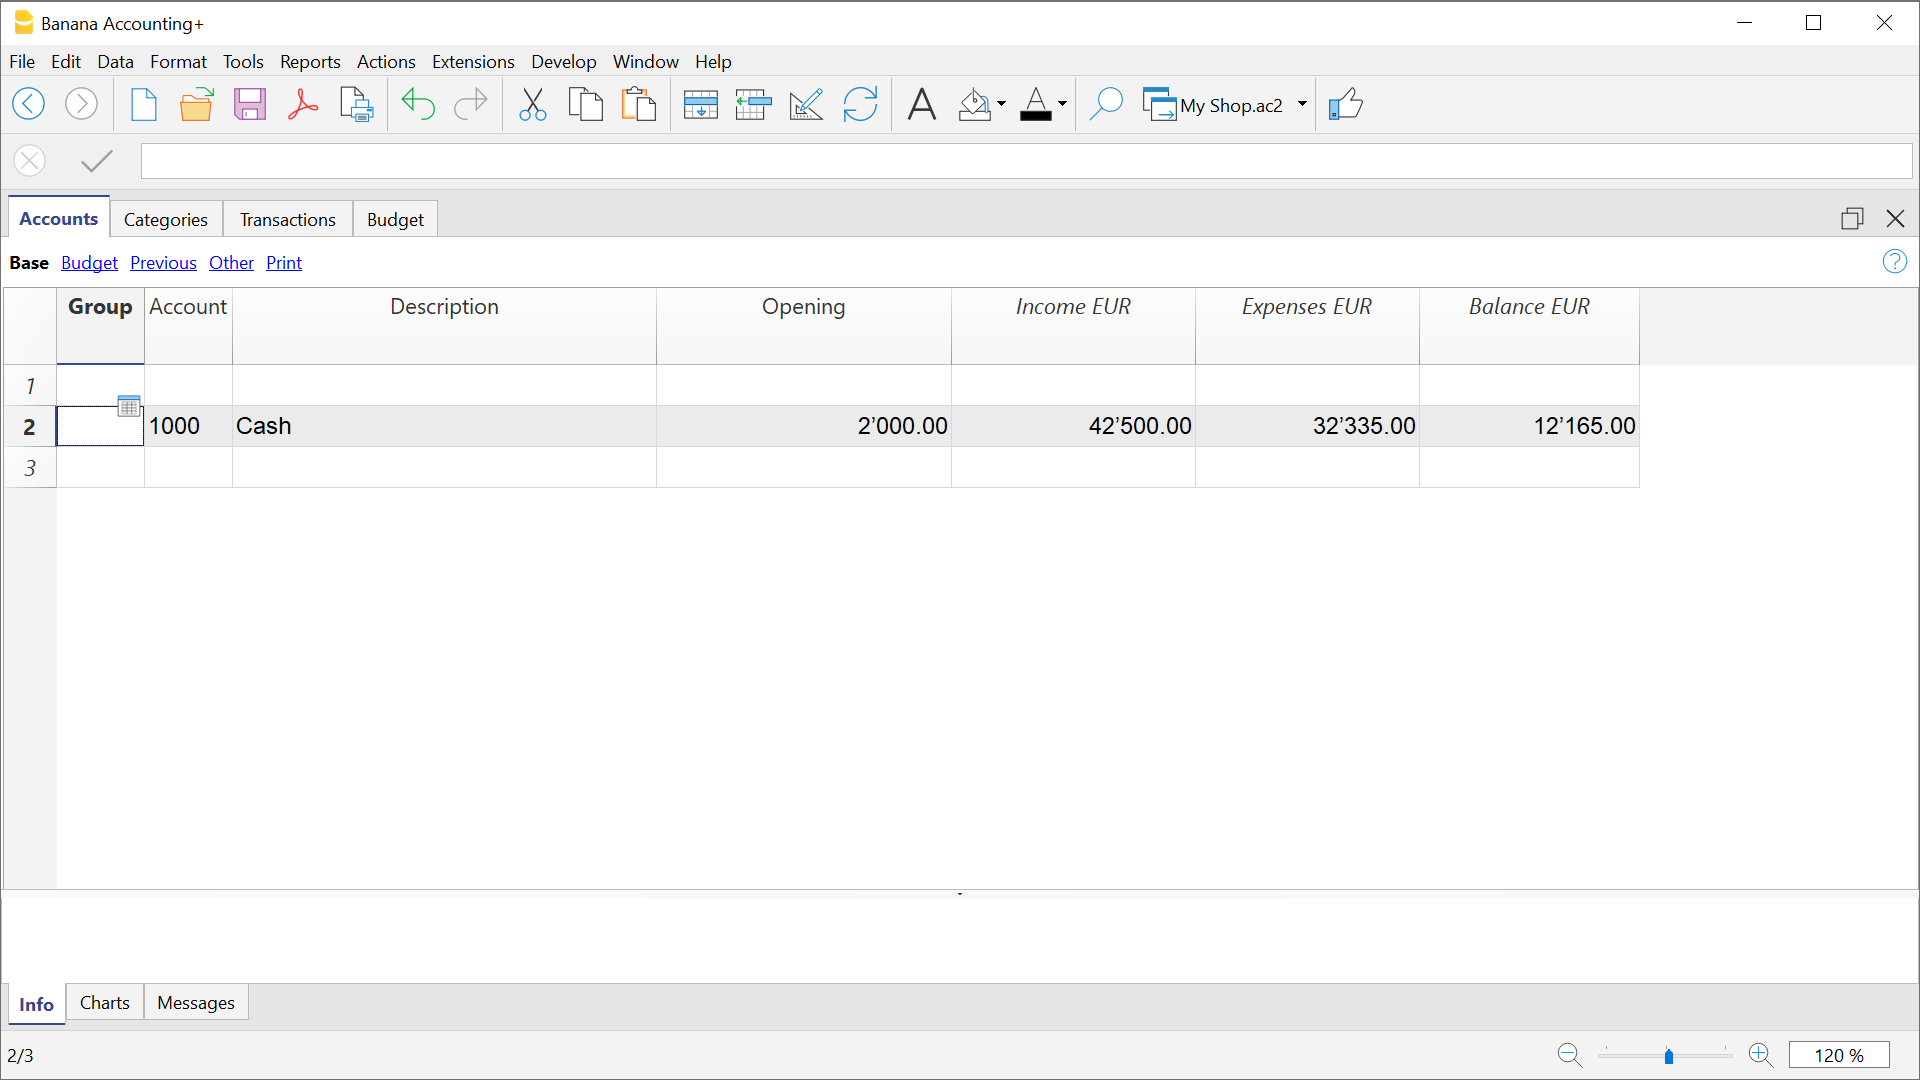 Banana Accounting+
File Edit Data Format Tools Reports Actions Extensions Develop Window Help
My Shop.ac2
Accounts Categories Transactions Budget
Base Budget Previous Other Print
Group Account Description Opening Income EUR Expenses EUR Balance EUR
1
2 1000 Cash 2’000.00 42’500.00 32’335.00 12’165.00
3
Info Charts Messages
2/3 120 %